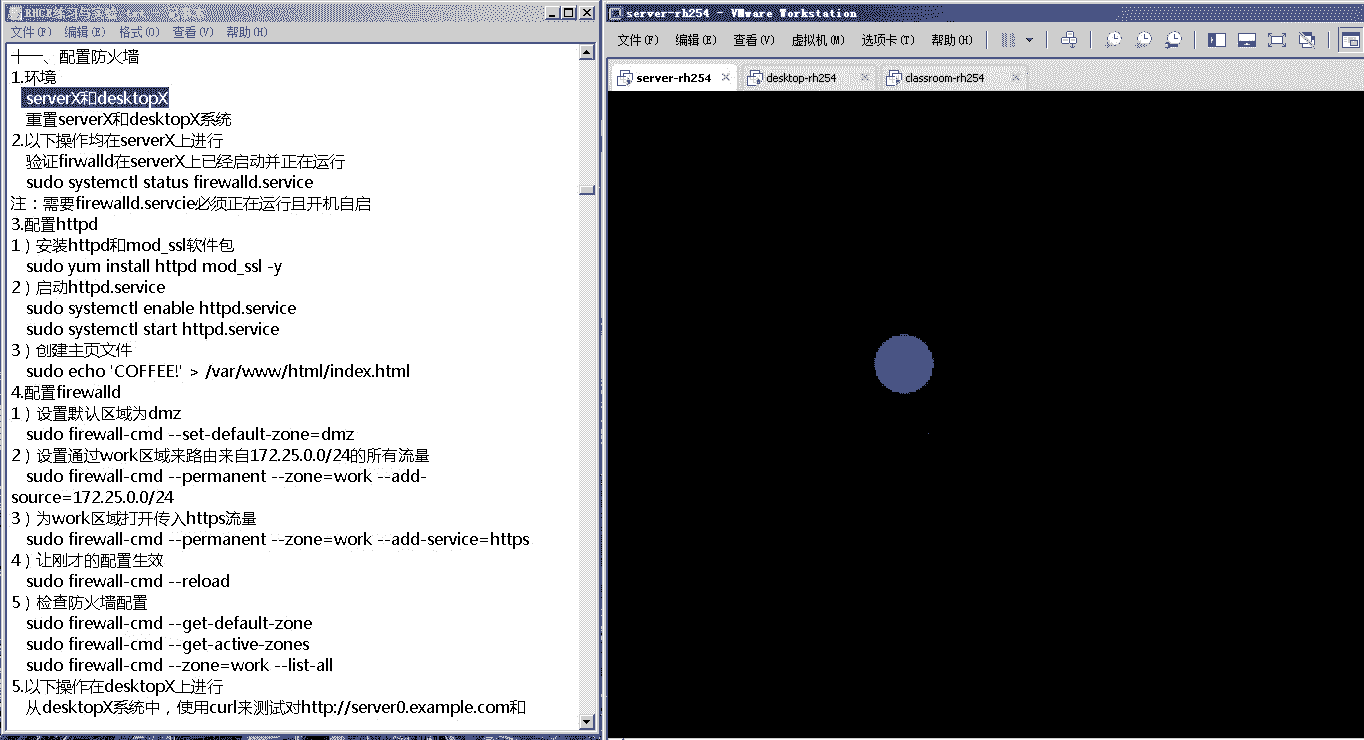 RHCA练习与
文件(F) 编辑(E) 格式(O) 查看(V) 帮助(H)
十一、配置防火墙
1.环境
serverX和desktopX
重置serverX和desktopX系统
2.以下操作均在serverX上进行
验证firwalld在serverX上已经启动并正在运行
sudo systemctl status firewalld.service
注：需要firewalld.servcie必须正在运行且开机自启
3.配置httpd
1）安装httpd和mod_ssl软件包
sudo yum install httpd mod_ssl -y
2）启动httpd.service
sudo systemctl enable httpd.service
sudo systemctl start httpd.service
3）创建主页文件
sudo echo 'COFFEE!' > /var/www/html/index.html
4.配置firewalld
1）设置默认区域为dmz
sudo firewall-cmd --set-default-zone=dmz
2）设置通过work区域来路由来自172.25.0.0/24的所有流量
sudo firewall-cmd --permanent --zone=work --add-
source=172.25.0.0/24
3）为work区域打开传入https流量
sudo firewall-cmd --permanent --zone=work --add-service=https
4）让刚才的配置生效
sudo firewall-cmd --reload
5）检查防火墙配置
sudo firewall-cmd --get-default-zone
sudo firewall-cmd --get-active-zones
sudo firewall-cmd --zone=work --list-all
5.以下操作在desktopX上进行
从desktopX系统中，使用curl来测试对http://server0.example.com和
server-rh254 - VMware Workstation
文件(F) 编辑(E) 查看(V) 虚拟机(M) 选项卡(T) 帮助(H)
server-rh254 desktop-rh254 classroom-rh254